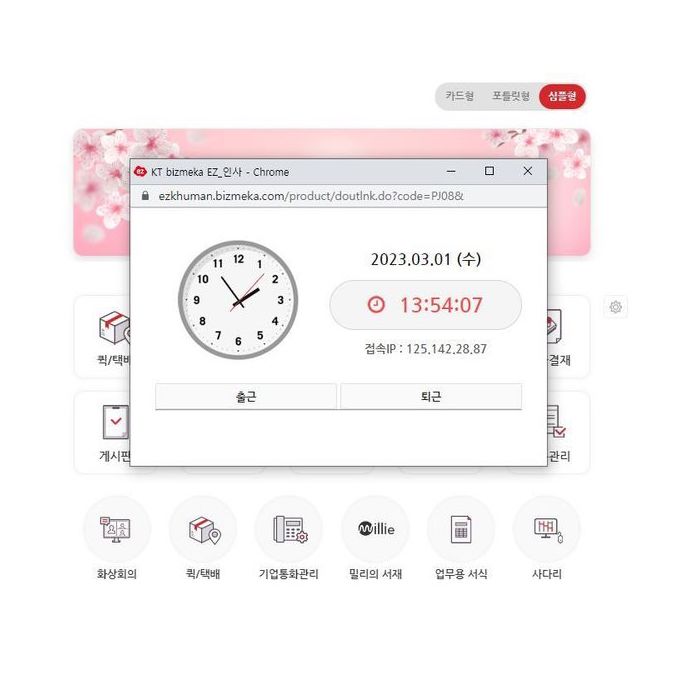 카드형 포틀릿형 심플형
EZ KT bizmeka EZ_인사 - Chrome
ezkhuman.bizmeka.com/product/doutlnk.do?code=PJ08&
12
1
2
3
4
5
6
7
8
9
10
11
2023.03.01 (수)
13:54:07
접속IP : 125.142.28.87
출근 퇴근
퀵/택배 결재
게시판 관리
millie
화상회의 퀵/택배 기업통화관리 밀리의 서재 업무용 서식 사다리